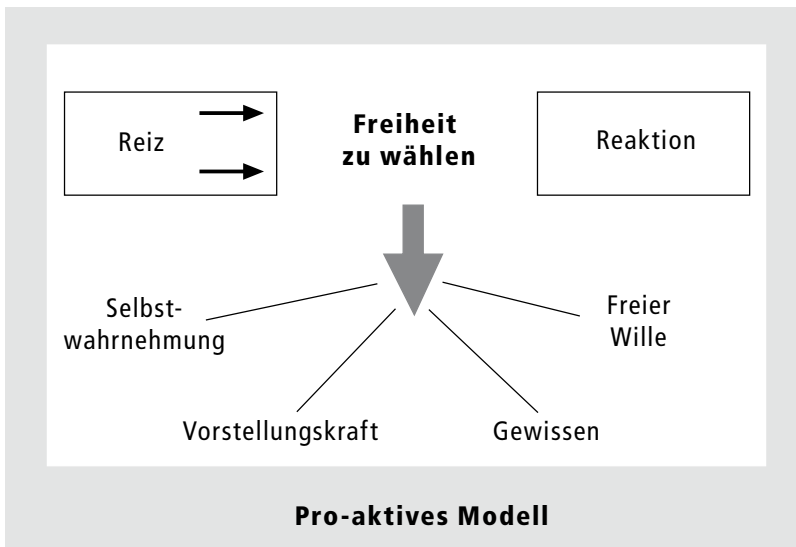 Reiz
Freiheit
zu wählen
Reaktion
Selbst-
wahrnehmung
Freier
Wille
Vorstellungskraft
Gewissen
Pro-aktives Modell